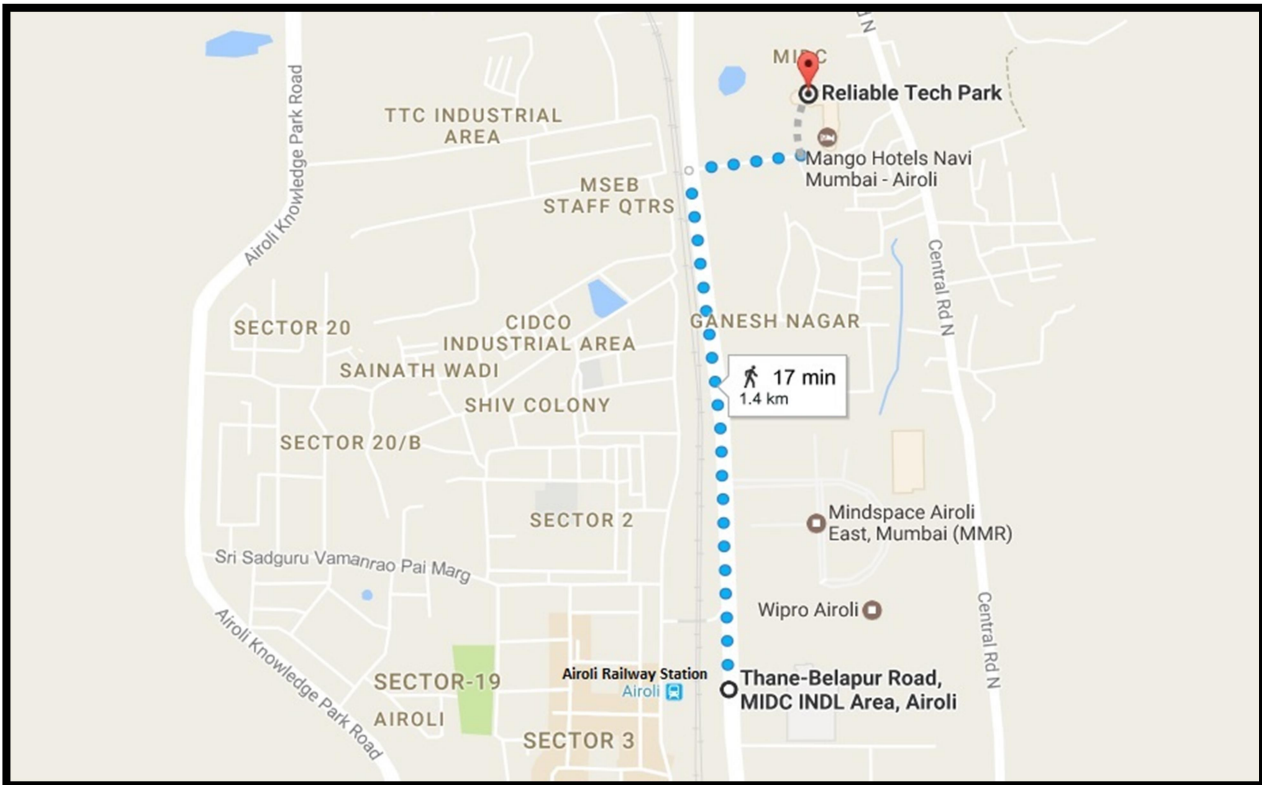 d N
MIDC
Reliable Tech Park
Airoli Knowledge Park Road
TTC INDUSTRIAL
AREA
Mango Hotels Navi
Mumbai - Airoli
MSEB
STAFF QTRS
Central Rd N
SECTOR 20
CIDCO
INDUSTRIAL AREA
GANESH NAGAR
SAINATH WADI
17 min
1.4 km
SHIV COLONY
SECTOR 20/B
SECTOR 2
Mindspace Airoli
East, Mumbai (MMR)
Sri Sadguru Vamanrao Pai Marg
Wipro Airoli
Central Rd N
Airoli Knowledge Park Road
SECTOR-19
Airoli Railway Station
Airoli
Thane-Belapur Road,
MIDC INDL Area, Airoli
AIROLI
SECTOR 3